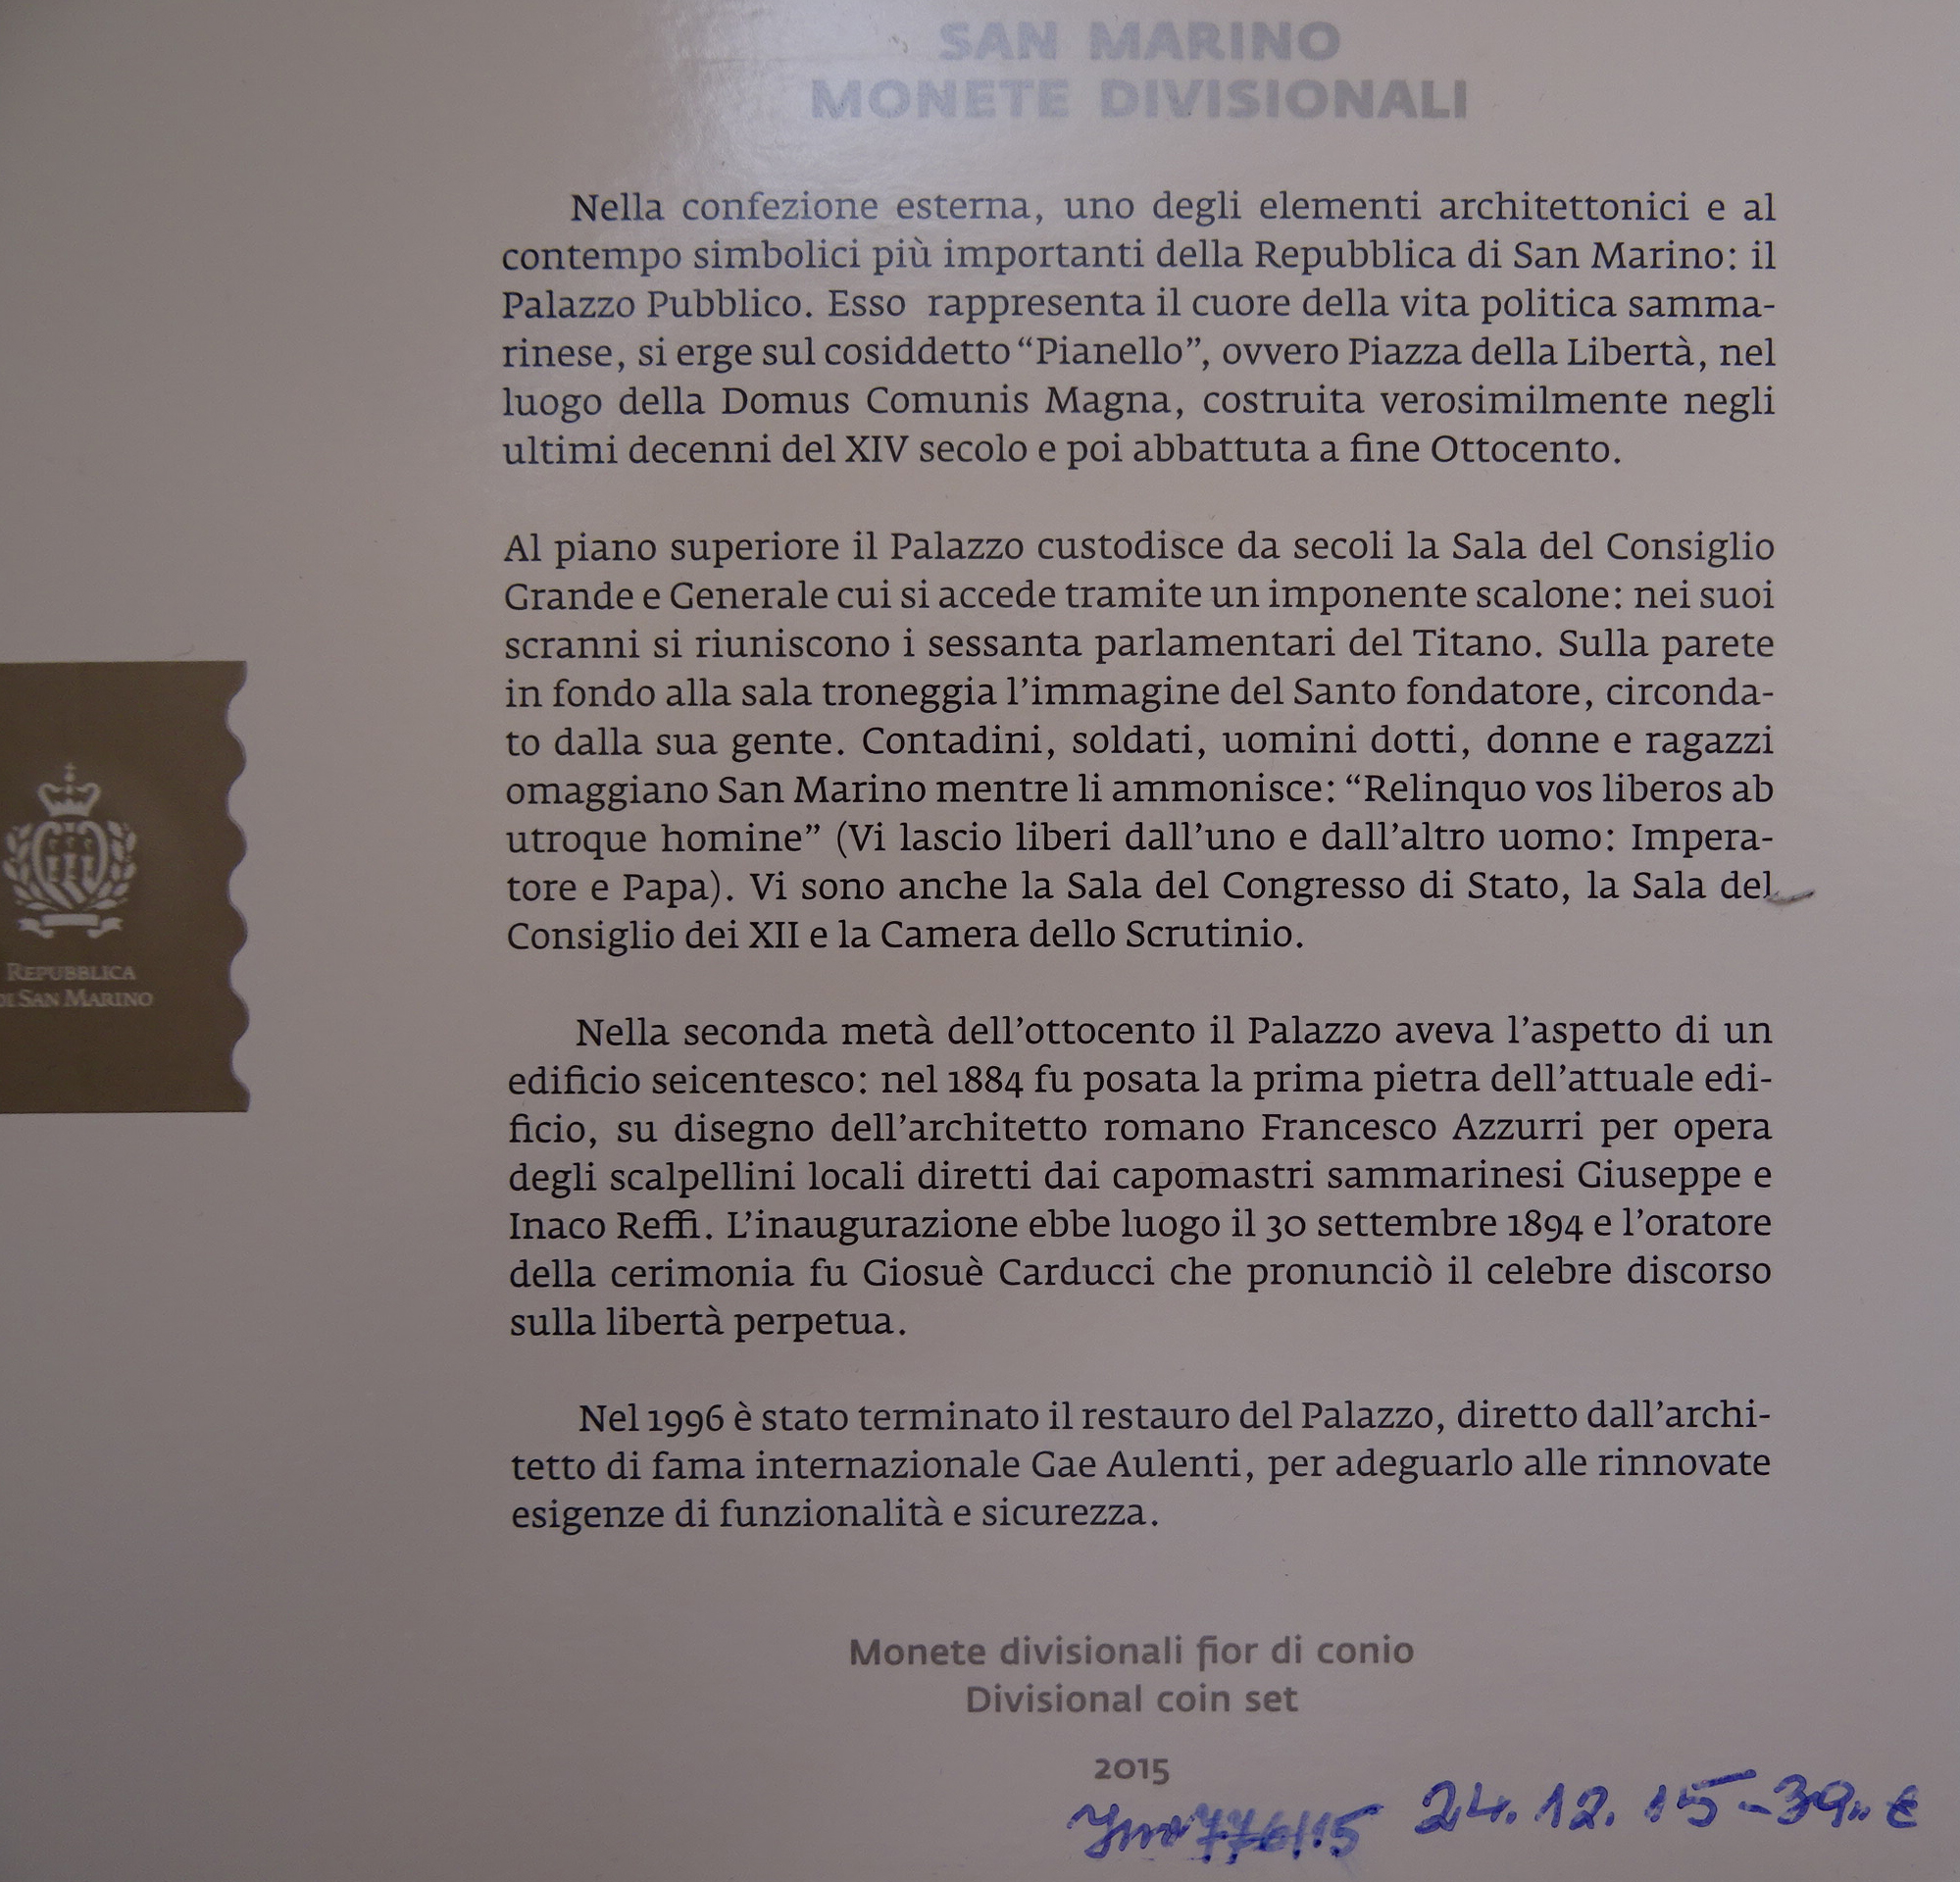 SAN MARINO
MONETE DIVISIONALI
Nella confezione esterna, uno degli elementi architettonici e al
contempo simbolici più importanti della Repubblica di San Marino: il
Palazzo Pubblico. Esso rappresenta il cuore della vita politica samma-
rinese, si erge sul cosiddetto “Pianello”, ovvero Piazza della Libertà, nel
luogo della Domus Comunis Magna, costruita verosimilmente negli
ultimi decenni del XIV secolo e poi abbattuta a fine Ottocento.
Al piano superiore il Palazzo custodisce da secoli la Sala del Consiglio
Grande e Generale cui si accede tramite un imponente scalone: nei suoi
scranni si riuniscono i sessanta parlamentari del Titano. Sulla parete
in fondo alla sala troneggia l’immagine del Santo fondatore, circonda-
to dalla sua gente. Contadini, soldati, uomini dotti, donne e ragazzi
omaggiano San Marino mentre li ammonisce: “Relinquo vos liberos ab
utroque homine” (Vi lascio liberi dall’uno e dall’altro uomo: Impera-
tore e Papa). Vi sono anche la Sala del Congresso di Stato, la Sala del
Consiglio dei XII e la Camera dello Scrutinio.
REPUBBLICA
DI SAN MARINO
Nella seconda metà dell’ottocento il Palazzo aveva l’aspetto di un
edificio seicentesco: nel 1884 fu posata la prima pietra dell’attuale edi-
ficio, su disegno dell’architetto romano Francesco Azzurri per opera
degli scalpellini locali diretti dai capomastri sammarinesi Giuseppe e
Inaco Reffi. L’inaugurazione ebbe luogo il 30 settembre 1894 e l’oratore
della cerimonia fu Giosuè Carducci che pronunciò il celebre discorso
sulla libertà perpetua.
Nel 1996 è stato terminato il restauro del Palazzo, diretto dall’archi-
tetto di fama internazionale Gae Aulenti, per adeguarlo alle rinnovate
esigenze di funzionalità e sicurezza.
Monete divisionali fior di conio
Divisional coin set
2015
24.12.15-39,, €